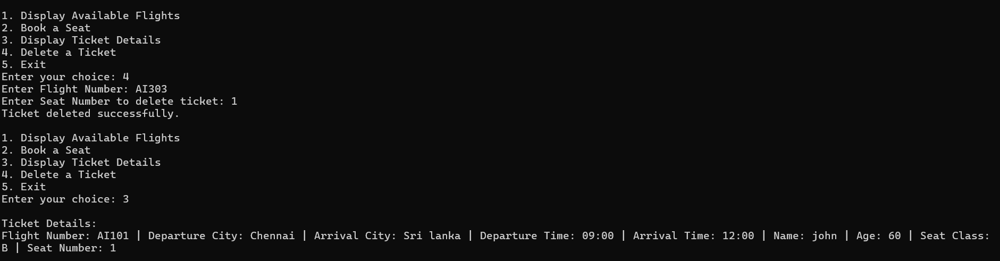 1. Display Available Flights
2. Book a Seat
3. Display Ticket Details
4. Delete a Ticket
5. Exit
Enter your choice: 4
Enter Flight Number: AI303
Enter Seat Number to delete ticket: 1
Ticket deleted successfully.
1. Display Available Flights
2. Book a Seat
3. Display Ticket Details
4. Delete a Ticket
5. Exit
Enter your choice: 3
Ticket Details:
Flight Number: AI101 | Departure City: Chennai | Arrival City: Sri lanka | Departure Time: 09:00 | Arrival Time: 12:00 | Name: john | Age: 60 | Seat Class:
B | Seat Number: 1